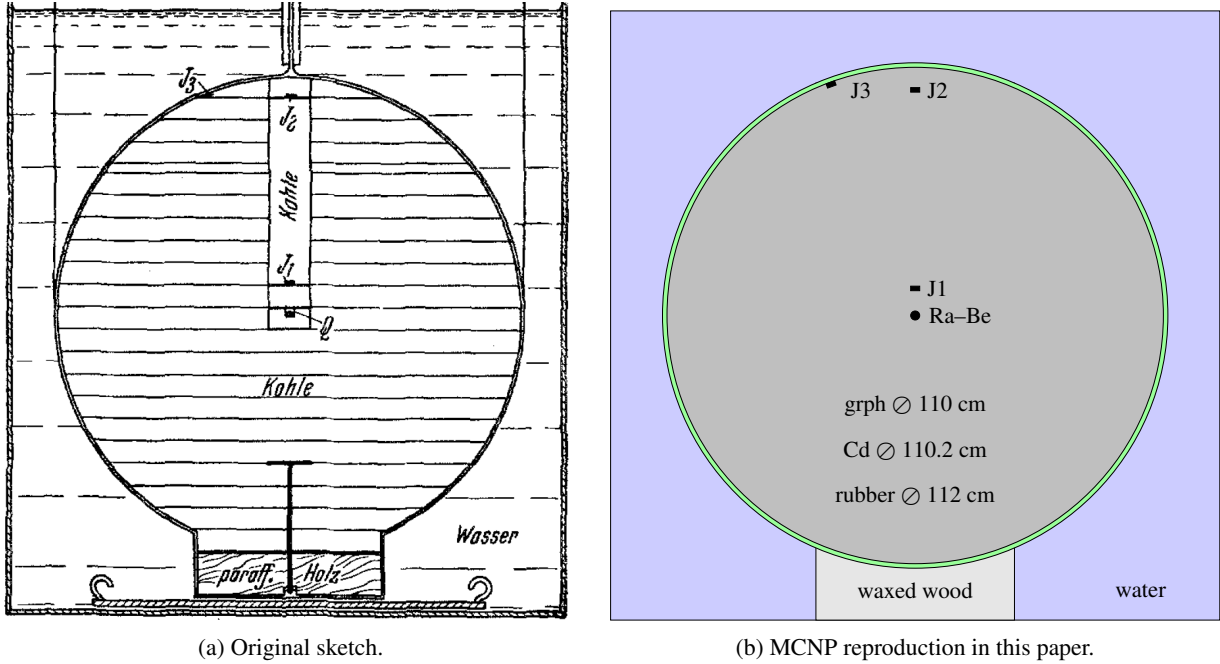 J3
J2
Kohle
J1
Q
Kohle
Wasser
paraff. Holz
(a) Original sketch.
J3
J2
J1
Ra–Be
grph ⌀ 110 cm
Cd ⌀ 110.2 cm
rubber ⌀ 112 cm
waxed wood
water
(b) MCNP reproduction in this paper.